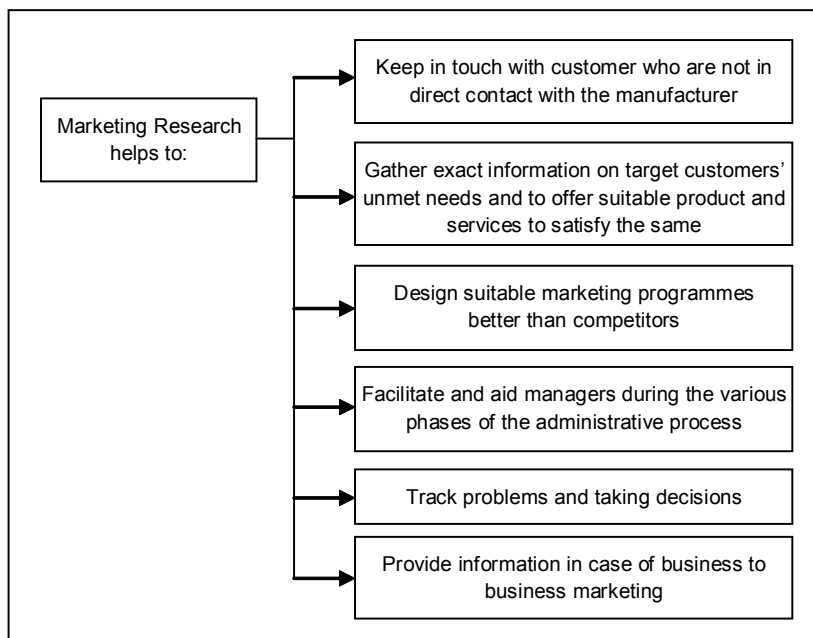 Marketing Research
helps to:
Keep in touch with customer who are not in
direct contact with the manufacturer
Gather exact information on target customers’
unmet needs and to offer suitable product and
services to satisfy the same
Design suitable marketing programmes
better than competitors
Facilitate and aid managers during the various
phases of the administrative process
Track problems and taking decisions
Provide information in case of business to
business marketing